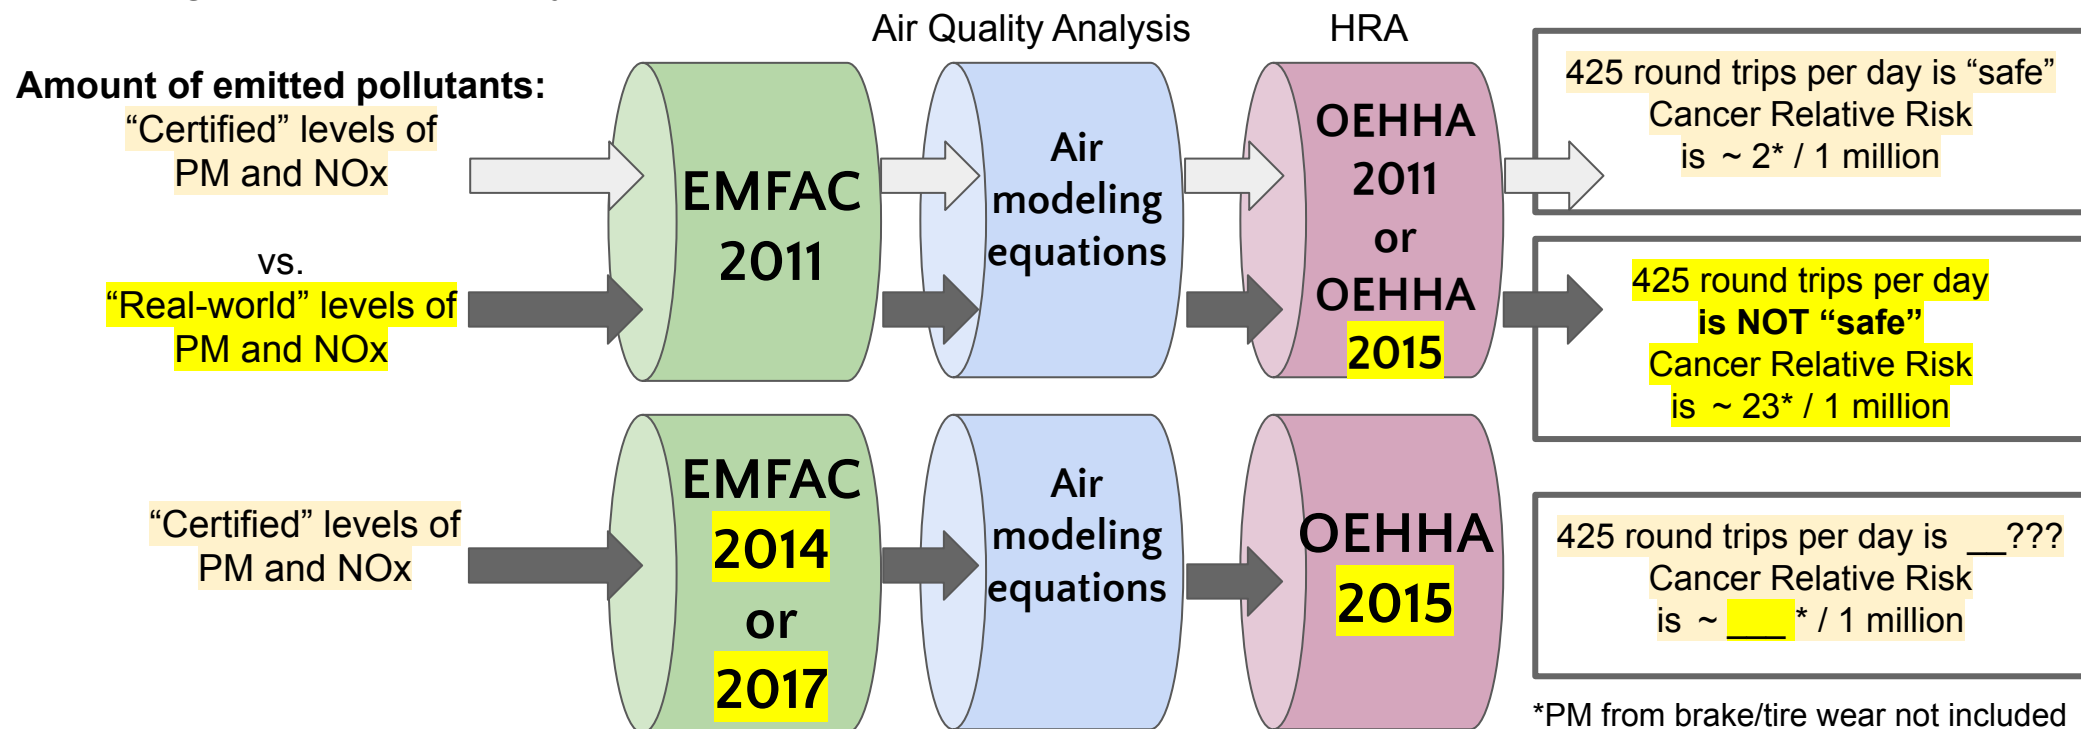 Air Quality Analysis
HRA
Amount of emitted pollutants:
“Certified” levels of
PM and NOx
vs.
“Real-world” levels of
PM and NOx
EMFAC
2011
Air
modeling
equations
OEHHA
2011
or
OEHHA
2015
425 round trips per day is “safe”
Cancer Relative Risk
is ~ 2* / 1 million
425 round trips per day
is NOT “safe”
Cancer Relative Risk
is ~ 23* / 1 million
“Certified” levels of
PM and NOx
EMFAC
2014
or
2017
Air
modeling
equations
OEHHA
2015
425 round trips per day is __???
Cancer Relative Risk
is ~ ___ * / 1 million
*PM from brake/tire wear not included